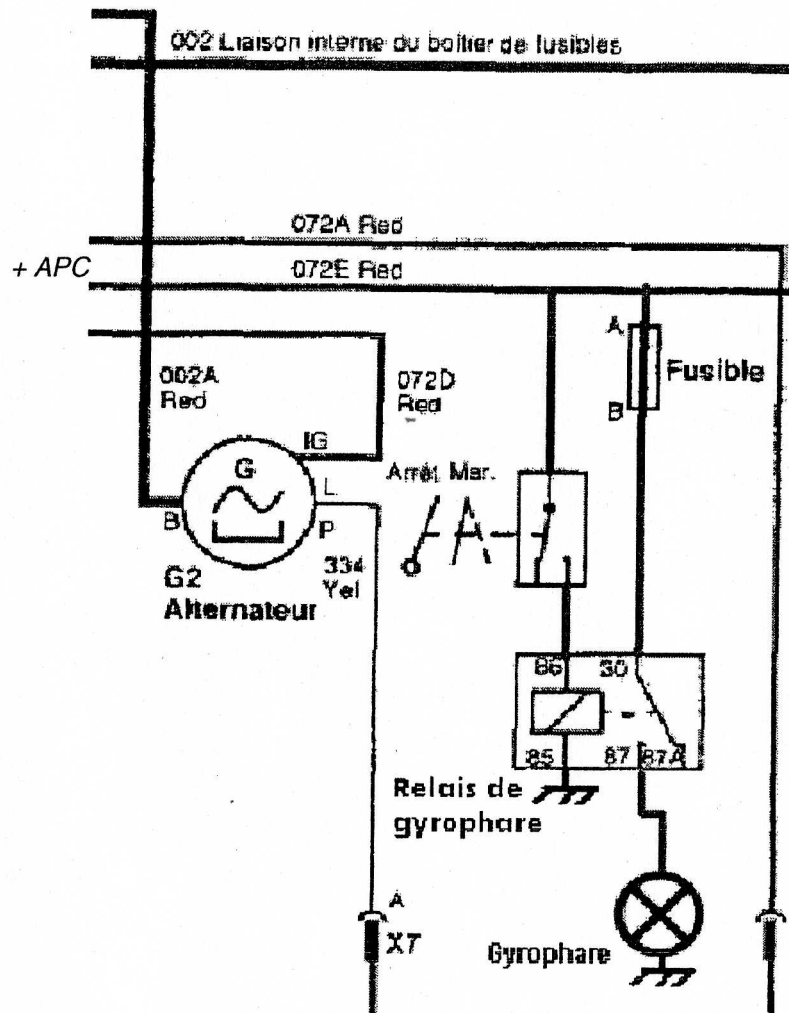 002 Liaison interne du boîtier de fusibles
072A Red
+ APC
072E Red
A
Fusible
B
002A
Red
072D
Red
IG
G
L
B
P
Arrêt Mar.
334
Yel
G2
Alternateur
86 30
85 87 87A
Relais de
gyrophare
A
X7
Gyrophare